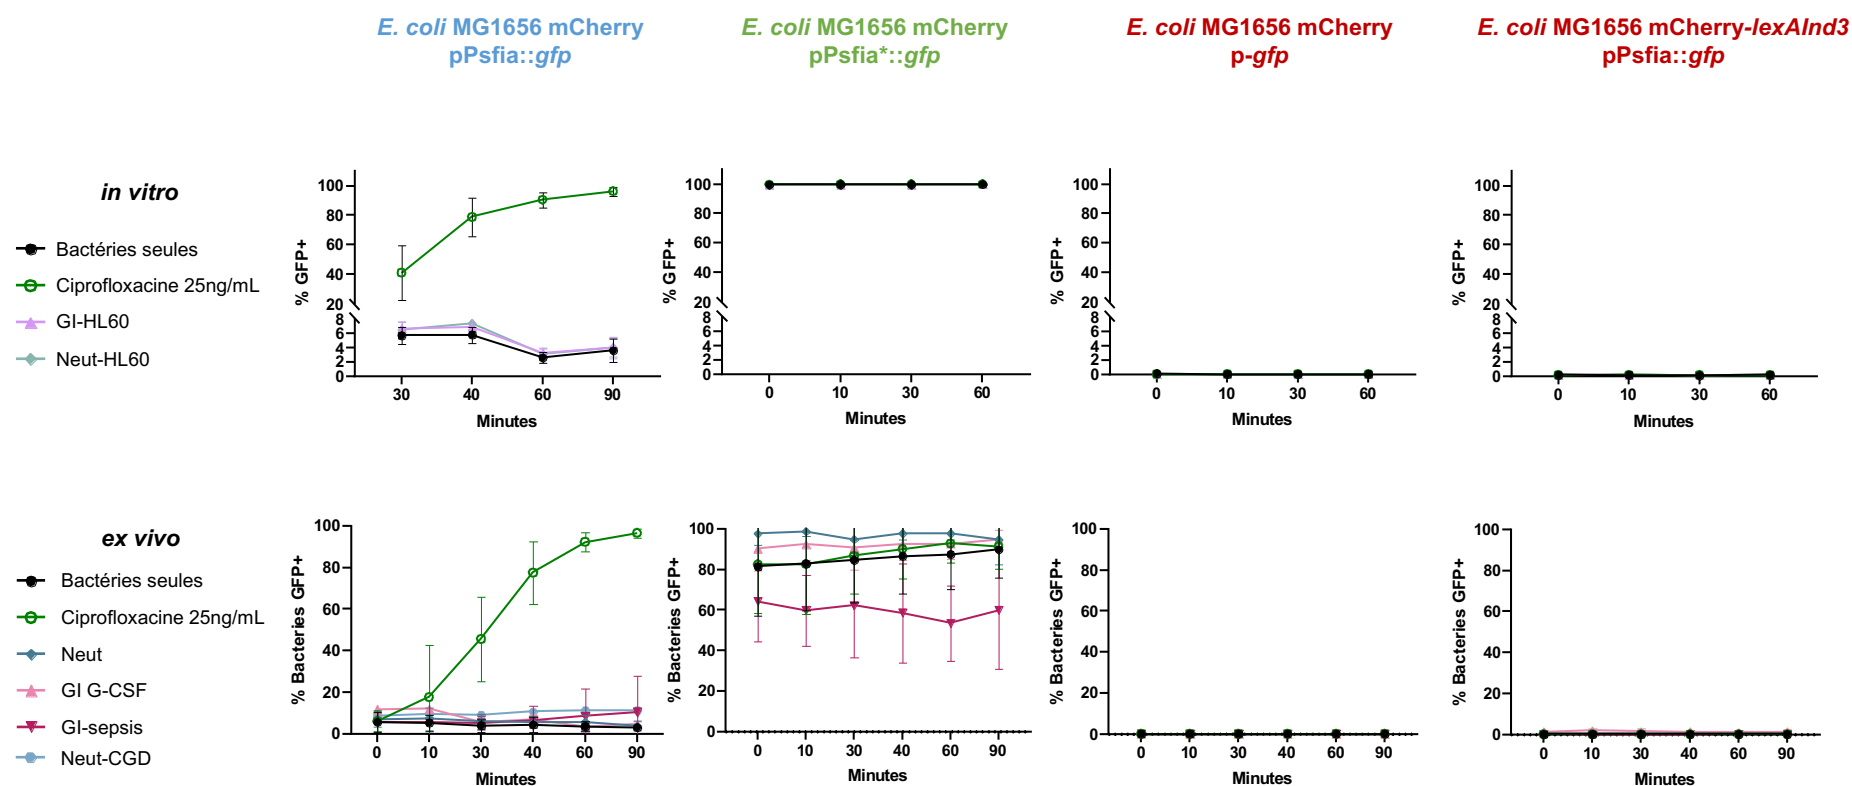 E. coli MG1656 mCherry
pPsfia::gfp
E. coli MG1656 mCherry
pPsfia*::gfp
E. coli MG1656 mCherry
p-gfp
E. coli MG1656 mCherry-lexAInd3
pPsfia::gfp
in vitro
Bactéries seules
Ciprofloxacine 25ng/mL
GI-HL60
Neut-HL60
% GFP+
100
80
60
40
20
8
6
4
2
0
30 40 60 90
Minutes
% GFP+
100
80
60
40
20
8
6
4
2
0
0 10 30 60
Minutes
% GFP+
100
80
60
40
20
8
6
4
2
0
0 10 30 60
Minutes
% GFP+
100
80
60
40
20
8
6
4
2
0
0 10 30 60
Minutes
ex vivo
Bactéries seules
Ciprofloxacine 25ng/mL
Neut
GI G-CSF
GI-sepsis
Neut-CGD
% Bacteries GFP+
100
80
60
40
20
0
0 10 30 40 60 90
Minutes
% Bacteries GFP+
100
80
60
40
20
0
0 10 30 40 60 90
Minutes
% Bacteries GFP+
100
80
60
40
20
0
0 10 30 40 60 90
Minutes
% Bacteries GFP+
100
80
60
40
20
0
0 10 30 40 60 90
Minutes